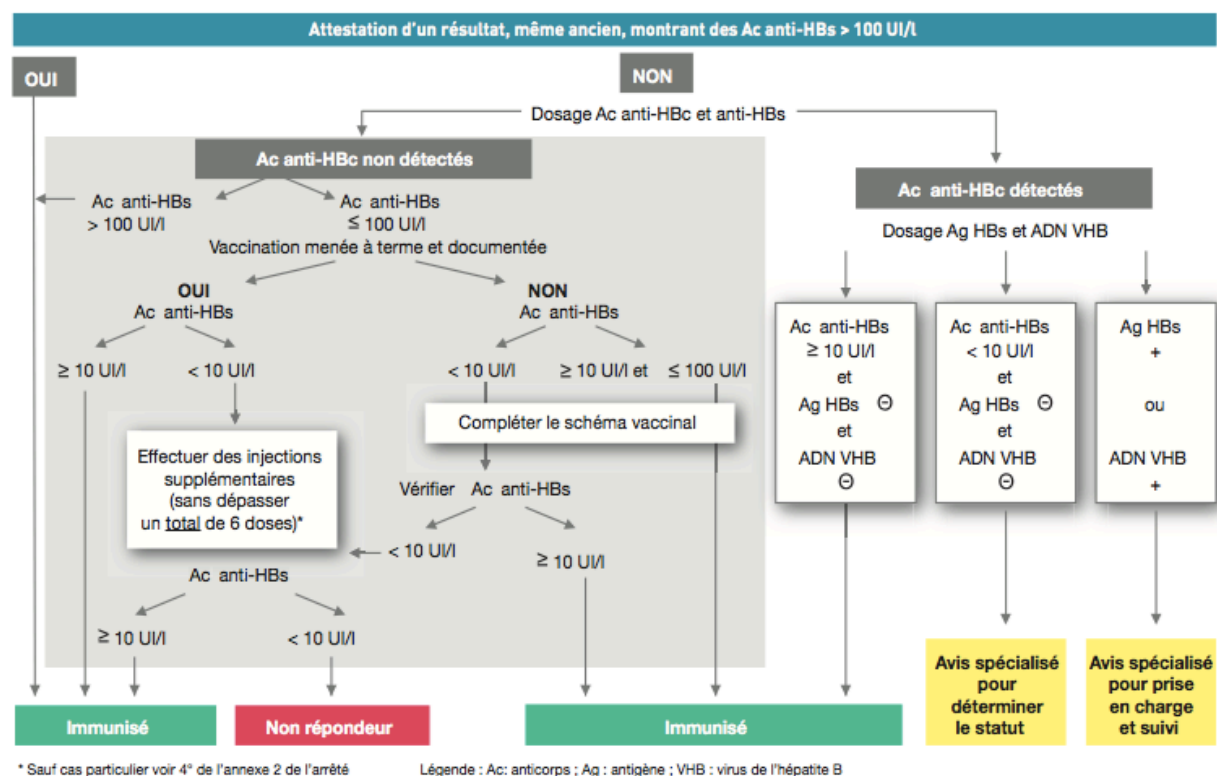 Attestation d'un résultat, même ancien, montrant des Ac anti-HBs > 100 UI/l
OUI
NON
Dosage Ac anti-HBc et anti-HBs
Ac anti-HBc non détectés
Ac anti-HBs
> 100 UI/l
Ac anti-HBs
≤ 100 UI/l
Vaccination menée à terme et documentée
OUI
Ac anti-HBs
≥ 10 UI/l
< 10 UI/l
NON
Ac anti-HBs
< 10 UI/l
≥ 10 UI/l et
≤ 100 UI/l
Effectuer des injections
supplémentaires
(sans dépasser
un total de 6 doses)*
Compléter le schéma vaccinal
Vérifier Ac anti-HBs
< 10 UI/l
≥ 10 UI/l
Ac anti-HBs
≥ 10 UI/l
< 10 UI/l
Ac anti-HBc détectés
Dosage Ag HBs et ADN VHB
Ac anti-HBs
≥ 10 UI/l
et
Ag HBs ⊖
et
ADN VHB
⊖
Ac anti-HBs
< 10 UI/l
et
Ag HBs ⊖
et
ADN VHB
⊖
Ag HBs
+
ou
ADN VHB
+
Immunisé
Non répondeur
Immunisé
Avis spécialisé
pour
déterminer
le statut
Avis spécialisé
pour prise
en charge
et suivi
* Sauf cas particulier voir 4° de l'annexe 2 de l'arrêté
Légende : Ac: anticorps ; Ag : antigène ; VHB : virus de l'hépatite B